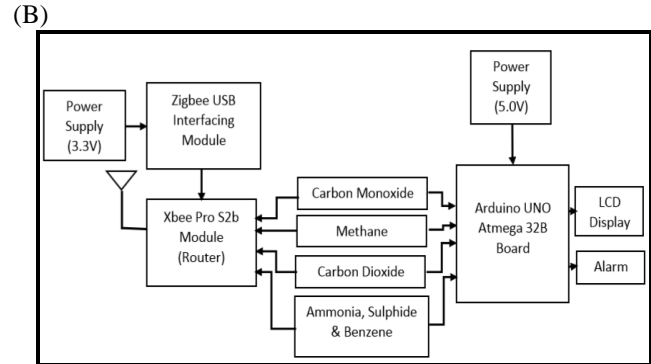 (B)
Power
Supply
(3.3V)
Zigbee USB
Interfacing
Module
Power
Supply
(5.0V)
Xbee Pro S2b
Module
(Router)
Carbon Monoxide
Methane
Carbon Dioxide
Ammonia, Sulphide
& Benzene
Arduino UNO
Atmega 32B
Board
LCD
Display
Alarm